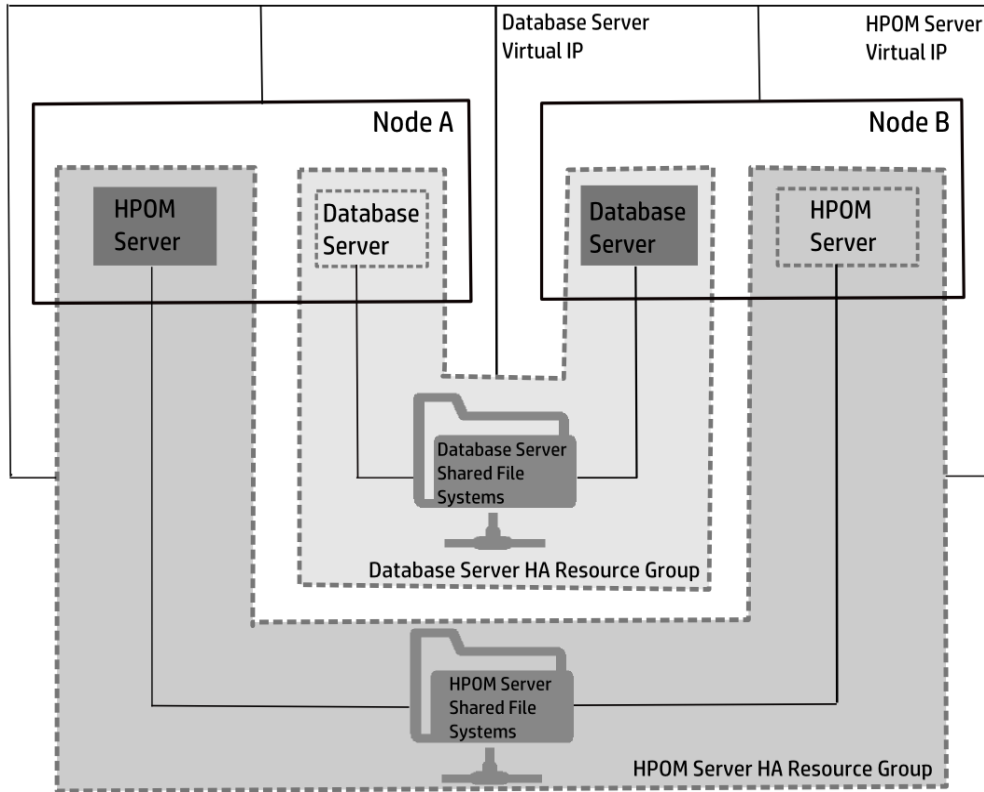 Database Server
Virtual IP
HPOM Server
Virtual IP
Node A
Node B
HPOM
Server
Database
Server
Database
Server
HPOM
Server
Database Server
Shared File
Systems
Database Server HA Resource Group
HPOM Server
Shared File
Systems
HPOM Server HA Resource Group